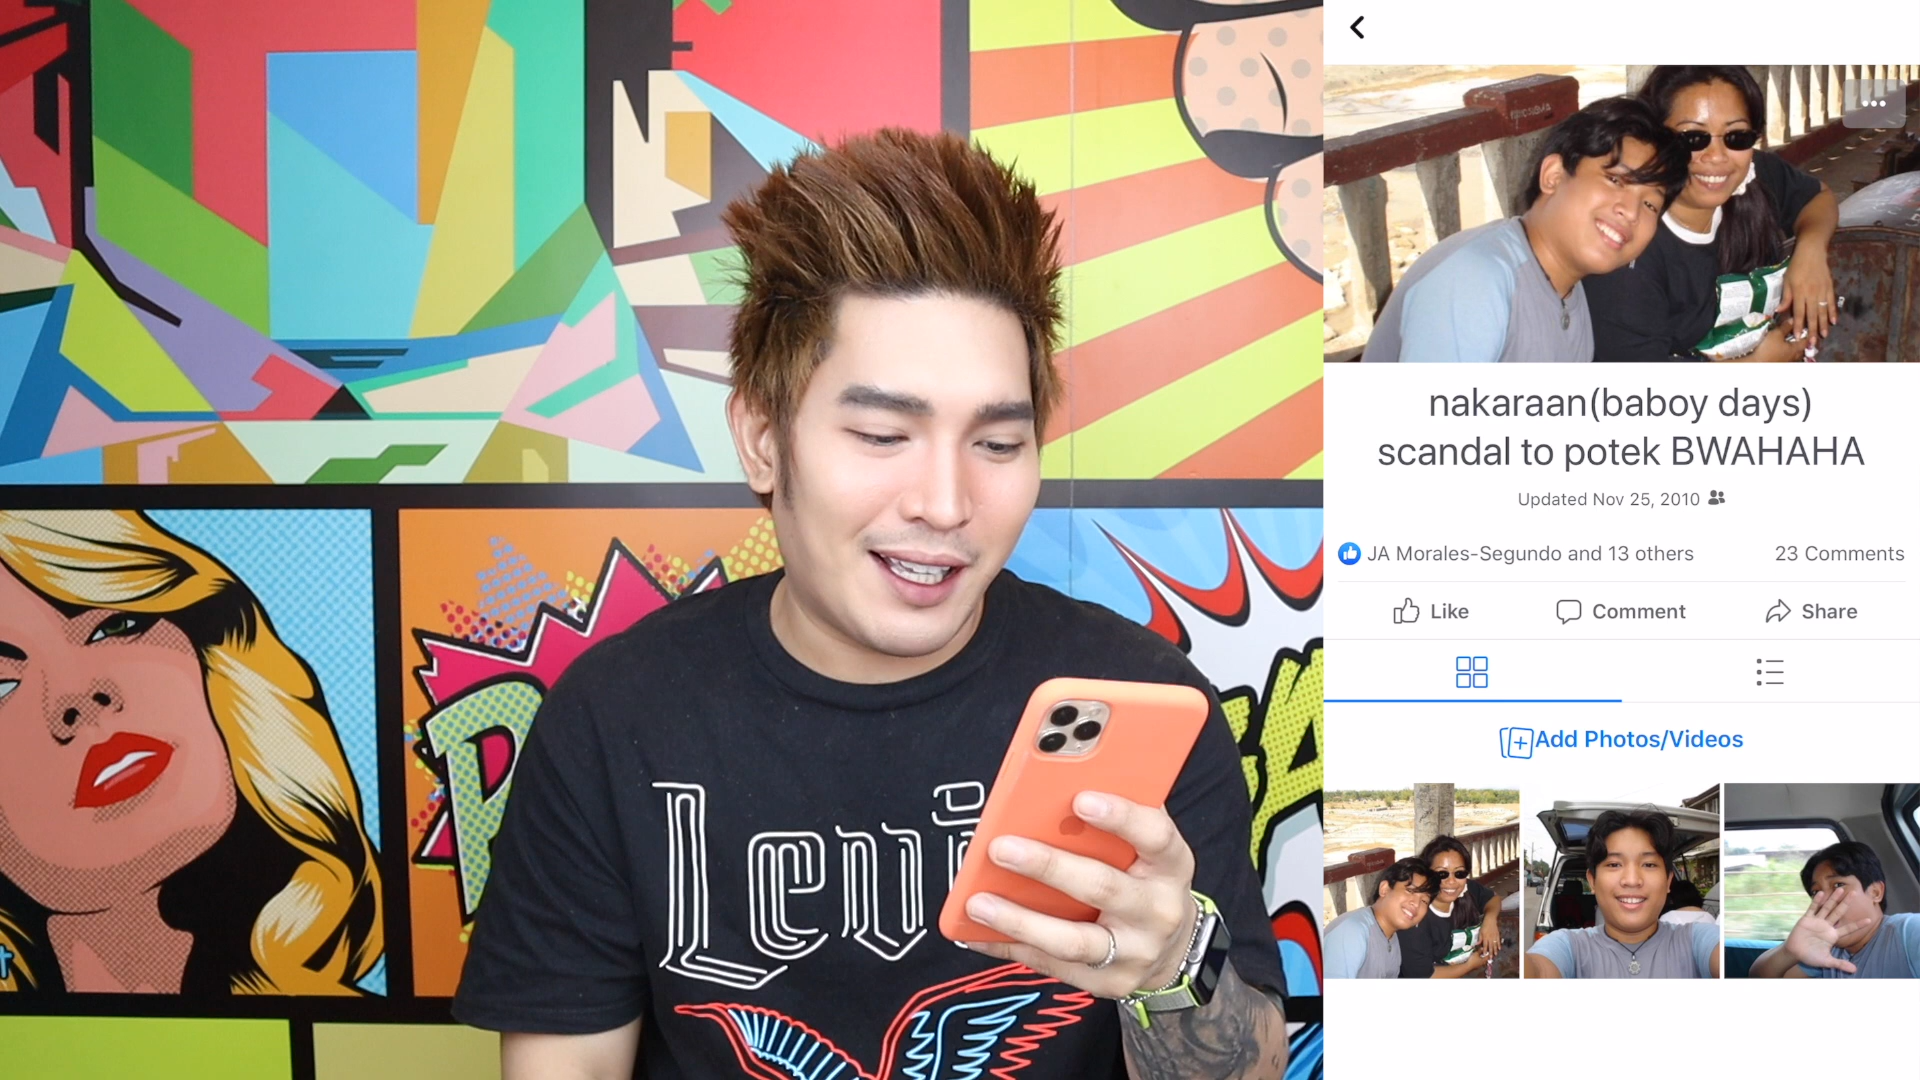 nakaraan(baboy days)
scandal to potek BWAHAHA
Updated Nov 25, 2010
JA Morales-Segundo and 13 others
23 Comments
Like
Comment
Share
Add Photos/Videos